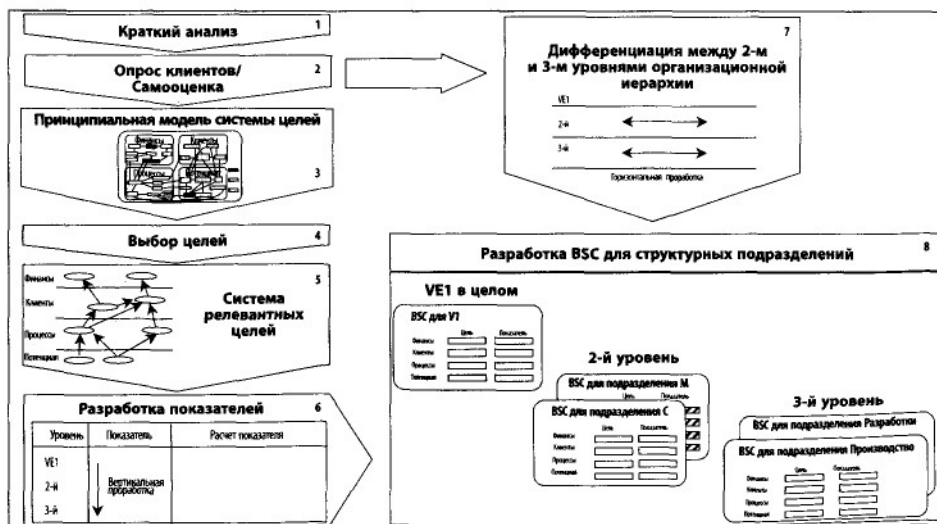 1
Краткий анализ
2
Опрос клиентов/
Самооценка
Принципиальная модель системы целей
Финансы Клиенты
Процессы
3
Выбор целей 4
5
Финансы
Клиенты
Процессы
Потенциал
Система
релевантных
целей
Разработка показателей 6
Уровень Показатель Расчет показателя
VE1
2-й
3-й
Вертикальная
проработка
7
Дифференциация между 2-м
и 3-м уровнями организационной
иерархии
VE1
2-й
3-й
Горизонтальная проработка
8
Разработка BSC для структурных подразделений
VE1 в целом
BSC для V1
Цель Показатель
Финансы
Клиенты
Процессы
Потенциал
2-й уровень
BSC для подразделения М
Цель Показатель
BSC для подразделения С
Цель Показатель
Финансы
Клиенты
Процессы
Потенциал
3-й уровень
BSC для подразделения Разработки
BSC для подразделения Производство
Цель Показатель
Финансы
Клиенты
Процессы
Потенциал